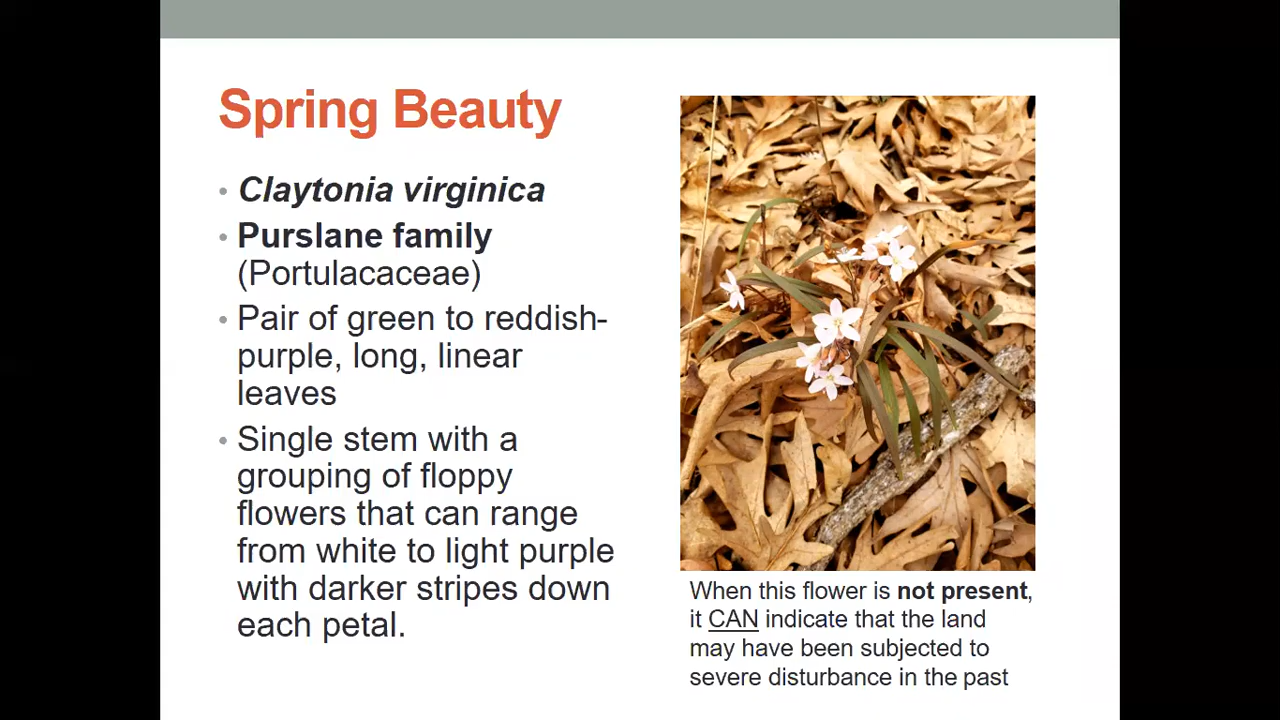 Spring Beauty
• Claytonia virginica
• Purslane family
(Portulacaceae)
• Pair of green to reddish-
purple, long, linear
leaves
• Single stem with a
grouping of floppy
flowers that can range
from white to light purple
with darker stripes down
each petal.
When this flower is not present,
it CAN indicate that the land
may have been subjected to
severe disturbance in the past